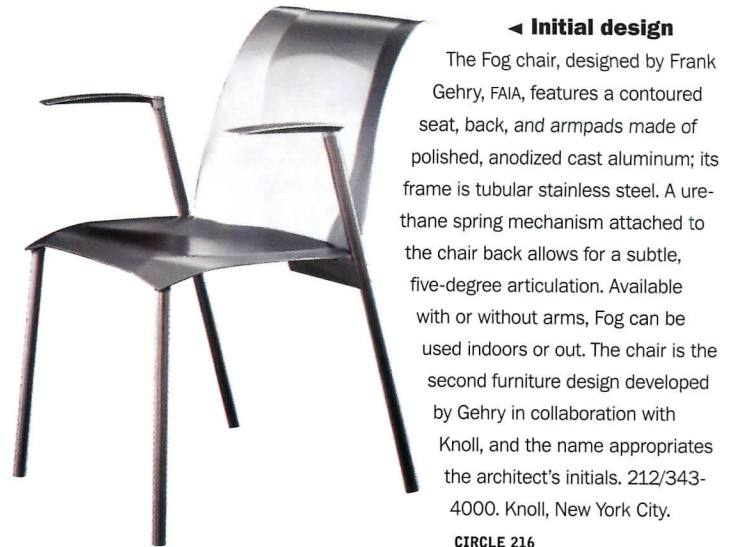 ◄ Initial design
The Fog chair, designed by Frank
Gehry, FAIA, features a contoured
seat, back, and armpads made of
polished, anodized cast aluminum; its
frame is tubular stainless steel. A ure-
thane spring mechanism attached to
the chair back allows for a subtle,
five-degree articulation. Available
with or without arms, Fog can be
used indoors or out. The chair is the
second furniture design developed
by Gehry in collaboration with
Knoll, and the name appropriates
the architect's initials. 212/343-
4000. Knoll, New York City.
CIRCLE 216